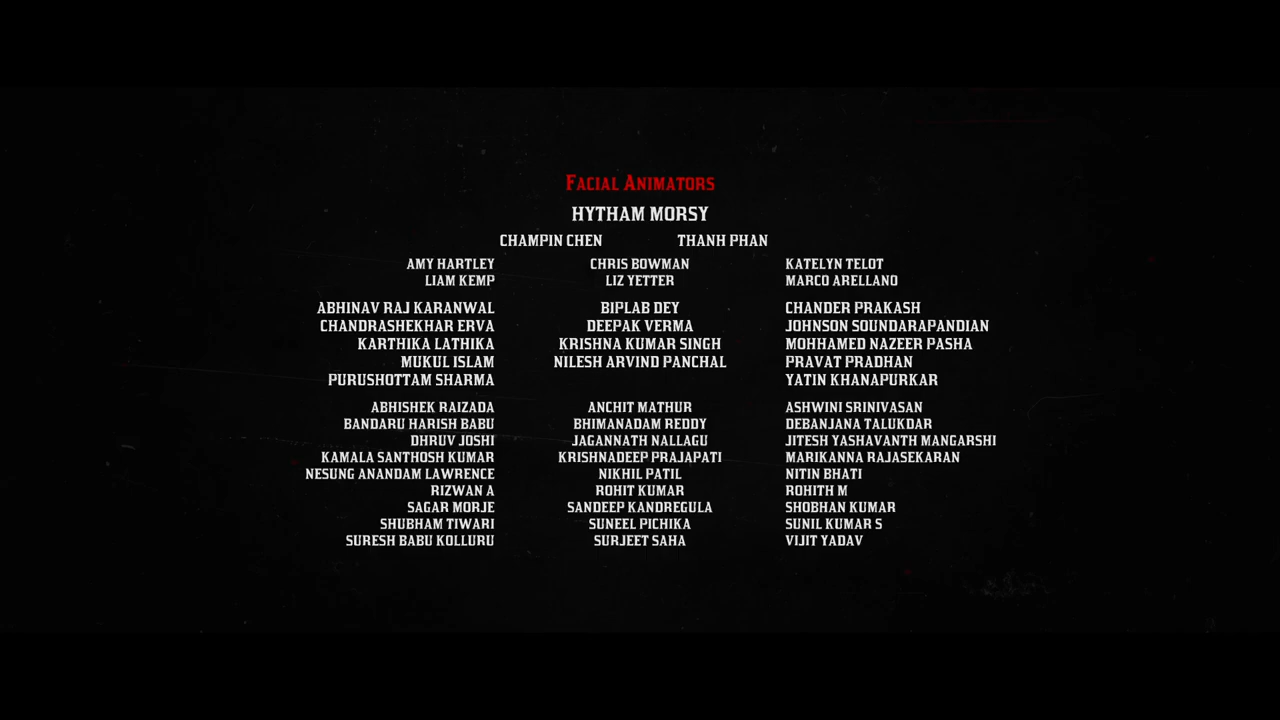 Facial Animators
HYTHAM MORSY
CHAMPIN CHEN THANH PHAN
AMY HARTLEY CHRIS BOWMAN KATELYN TELOT
LIAM KEMP LIZ YETTER MARCO ARELLANO
ABHINAV RAJ KARANWAL BIPLAB DEY CHANDER PRAKASH
CHANDRASHEKHAR ERVA DEEPAK VERMA JOHNSON SOUNDARAPANDIAN
KARTHIKA LATHIKA KRISHNA KUMAR SINGH MOHHAMED NAZEER PASHA
MUKUL ISLAM NILESH ARVIND PANCHAL PRAVAT PRADHAN
PURUSHOTTAM SHARMA YATIN KHANAPURKAR
ABHISHEK RAIZADA ANCHIT MATHUR ASHWINI SRINIVASAN
BANDARU HARISH BABU BHIMANADAM REDDY DEBANJANA TALUKDAR
DHRUV JOSHI JAGANNATH NALLAGU JITESH YASHAVANTH MANGARSHI
KAMALA SANTHOSH KUMAR KRISHNADEEP PRAJAPATI MARIKANNA RAJASEKARAN
NESUNG ANANDAM LAWRENCE NIKHIL PATIL NITIN BHATI
RIZWAN A ROHIT KUMAR ROHITH M
SAGAR MORJE SANDEEP KANDREGULA SHOBHAN KUMAR
SHUBHAM TIWARI SUNEEL PICHIKA SUNIL KUMAR S
SURESH BABU KOLLURU SURJEET SAHA VIJIT YADAV